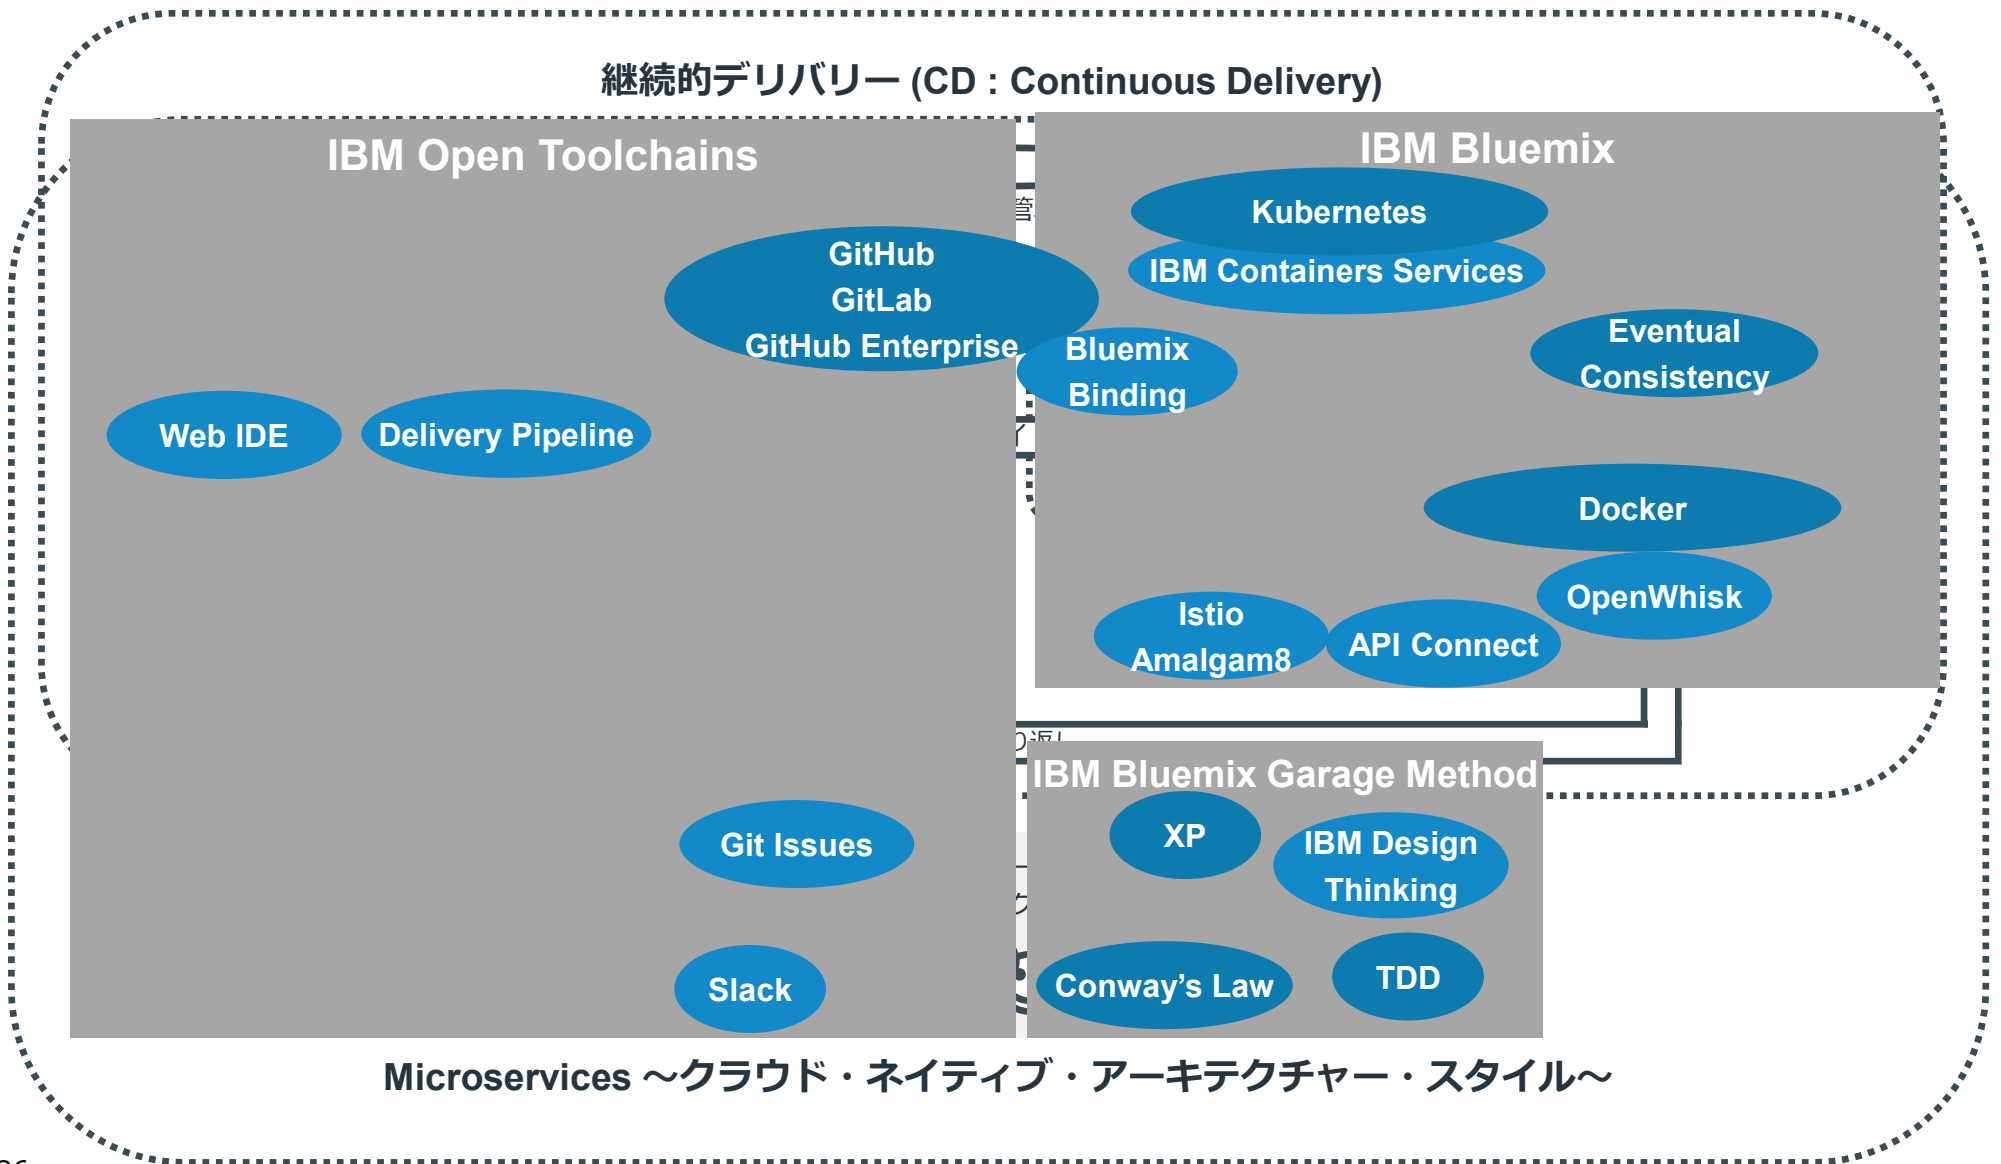 継続的デリバリー (CD : Continuous Delivery)
IBM Open Toolchains
IBM Bluemix
Kubernetes
IBM Containers Services
GitHub
GitLab
GitHub Enterprise
Bluemix
Binding
Eventual
Consistency
Web IDE
Delivery Pipeline
Docker
OpenWhisk
Istio
Amalgam8
API Connect
IBM Bluemix Garage Method
XP
IBM Design
Thinking
Git Issues
Conway’s Law
TDD
Slack
Microservices ～クラウド・ネイティブ・アーキテクチャー・スタイル～